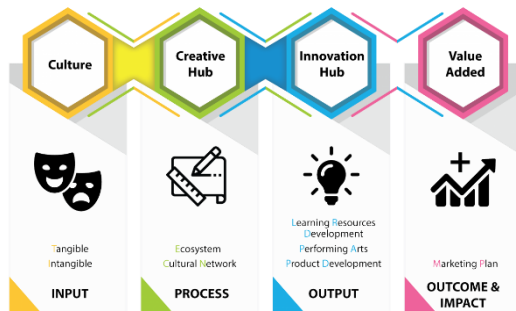 Culture
Creative
Hub
Innovation
Hub
Value
Added
Tangible
Intangible
INPUT
Ecosystem
Cultural Network
PROCESS
Learning Resources
Development
Performing Arts
Product Development
OUTPUT
Marketing Plan
OUTCOME &
IMPACT